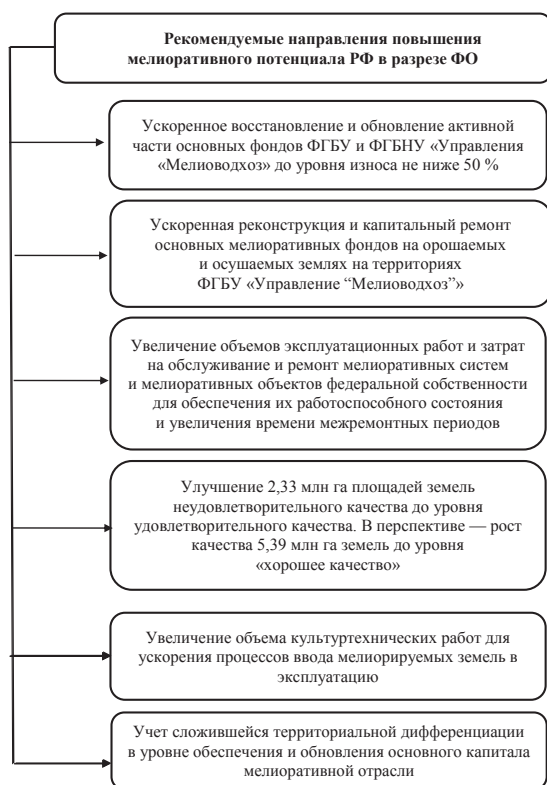 Рекомендуемые направления повышения
мелиоративного потенциала РФ в разрезе ФО
Ускоренное восстановление и обновление активной
части основных фондов ФГБУ и ФГБНУ «Управления
«Мелиоводхоз» до уровня износа не ниже 50 %
Ускоренная реконструкция и капитальный ремонт
основных мелиоративных фондов на орошаемых
и осушаемых землях на территориях
ФГБУ «Управление “Мелиоводхоз”»
Увеличение объемов эксплуатационных работ и затрат
на обслуживание и ремонт мелиоративных систем
и мелиоративных объектов федеральной собственности
для обеспечения их работоспособного состояния
и увеличения времени межремонтных периодов
Улучшение 2,33 млн га площадей земель
неудовлетворительного качества до уровня
удовлетворительного качества. В перспективе — рост
качества 5,39 млн га земель до уровня
«хорошее качество»
Увеличение объема культуртехнических работ для
ускорения процессов ввода мелиорируемых земель в
эксплуатацию
Учет сложившейся территориальной дифференциации
в уровне обеспечения и обновления основного капитала
мелиоративной отрасли